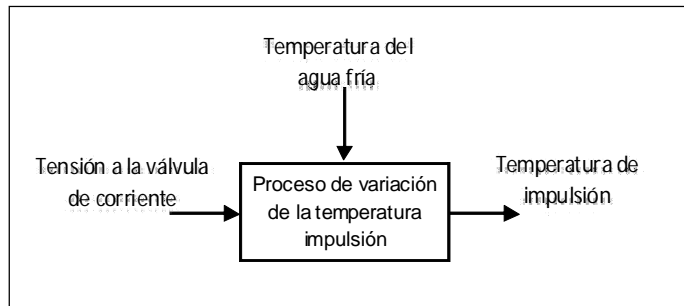 Temperatura del
agua fría
Tensión a la válvula
de corriente
Proceso de variación
de la temperatura
impulsión
Temperatura de
impulsión